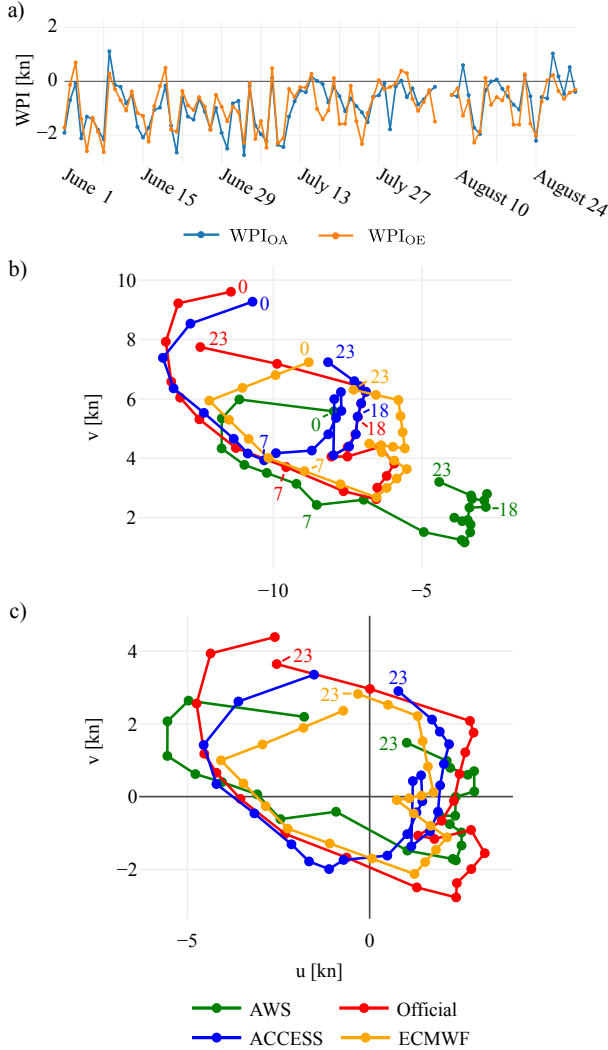 a)
2
0
−2
WPI [kn]
June 1
June 15
June 29
July 13
July 27
August 10
August 24
WPI_OA
WPI_OE
b)
10
8
6
4
2
v [kn]
0
0
23
23
0
23
0
18
18
7
7
7
7
23
18
−10
−5
c)
4
2
0
−2
v [kn]
23
23
23
23
−5
0
u [kn]
AWS
Official
ACCESS
ECMWF